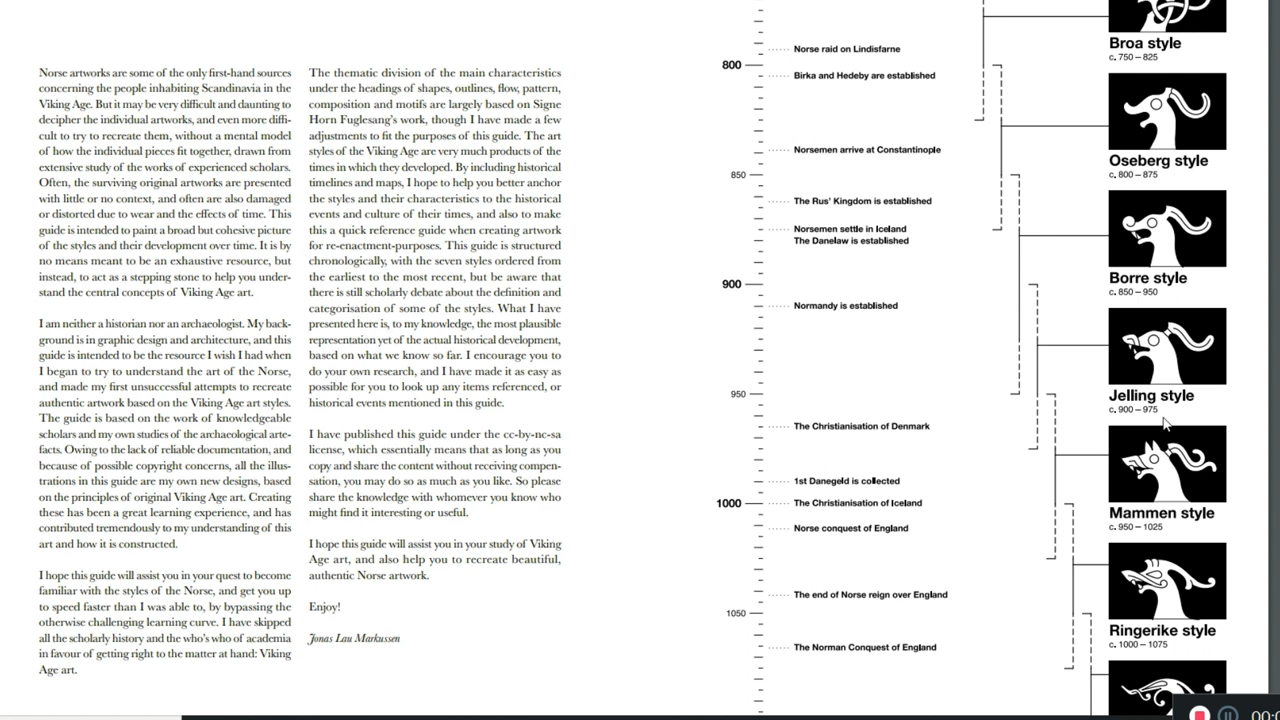 Norse artworks are some of the only first-hand sources
concerning the people inhabiting Scandinavia in the
Viking Age. But it may be very difficult and daunting to
decipher the individual artworks, and even more diffi-
cult to try to recreate them, without a mental model
of how the individual pieces fit together, drawn from
extensive study of the works of experienced scholars.
Often, the surviving original artworks are presented
with little or no context, and often are also damaged
or distorted due to wear and the effects of time. This
guide is intended to paint a broad but cohesive picture
of the styles and their development over time. It is by
no means meant to be an exhaustive resource, but
instead, to act as a stepping stone to help you under-
stand the central concepts of Viking Age art.
I am neither a historian nor an archaeologist. My back-
ground is in graphic design and architecture, and this
guide is intended to be the resource I wish I had when
I began to try to understand the art of the Norse,
and made my first unsuccessful attempts to recreate
authentic artwork based on the Viking Age art styles.
The guide is based on the work of knowledgeable
scholars and my own studies of the archaeological arte-
facts. Owing to the lack of reliable documentation, and
because of possible copyright concerns, all the illus-
trations in this guide are my own new designs, based
on the principles of original Viking Age art. Creating
these has been a great learning experience, and has
contributed tremendously to my understanding of this
art and how it is constructed.
I hope this guide will assist you in your quest to become
familiar with the styles of the Norse, and get you up
to speed faster than I was able to, by bypassing the
otherwise challenging learning curve. I have skipped
all the scholarly history and the who's who of academia
in favour of getting right to the matter at hand: Viking
Age art.
The thematic division of the main characteristics
under the headings of shapes, outlines, flow, pattern,
composition and motifs are largely based on Signe
Horn Fuglesang's work, though I have made a few
adjustments to fit the purposes of this guide. The art
styles of the Viking Age are very much products of the
times in which they developed. By including historical
timelines and maps, I hope to help you better anchor
the styles and their characteristics to the historical
events and culture of their times, and also to make
this a quick reference guide when creating artwork
for re-enactment-purposes. This guide is structured
chronologically, with the seven styles ordered from
the earliest to the most recent, but be aware that
there is still scholarly debate about the definition and
categorisation of some of the styles. What I have
presented here is, to my knowledge, the most plausible
representation yet of the actual historical development,
based on what we know so far. I encourage you to
do your own research, and I have made it as easy as
possible for you to look up any items referenced, or
historical events mentioned in this guide.
I have published this guide under the cc-by-nc-sa
license, which essentially means that as long as you
copy and share the content without receiving compen-
sation, you may do so as much as you like. So please
share the knowledge with whomever you know who
might find it interesting or useful.
I hope this guide will assist you in your study of Viking
Age art, and also help you to recreate beautiful,
authentic Norse artwork.
Enjoy!
Jonas Lau Markussen
Norse raid on Lindisfarne
800
Birka and Hedeby are established
Norsemen arrive at Constantinople
850
The Rus' Kingdom is established
Norsemen settle in Iceland
The Danelaw is established
900
Normandy is established
950
The Christianisation of Denmark
1st Danegeld is collected
1000
The Christianisation of Iceland
Norse conquest of England
The end of Norse reign over England
1050
The Norman Conquest of England
Broa style
c. 750 – 825
Oseberg style
c. 800 – 875
Borre style
c. 850 – 950
Jelling style
c. 900 – 975
Mammen style
c. 950 – 1025
Ringerike style
c. 1000 – 1075